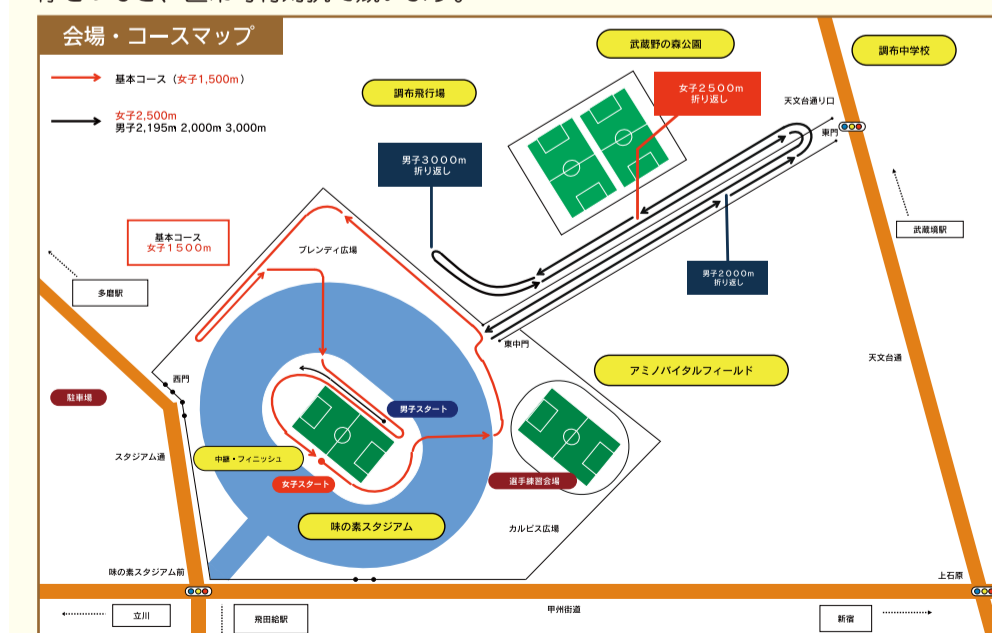 会場・コースマップ
基本コース（女子1,500m）
女子2,500m
男子2,195m 2,000m 3,000m
武蔵野の森公園
調布中学校
調布飛行場
女子2500m
折り返し
天文台通り口
東門
男子3000m
折り返し
武蔵境駅
基本コース
女子1500m
ブレンディ広場
男子2000m
折り返し
多磨駅
東中門
天文台通
アミノバイタルフィールド
西門
駐車場
男子スタート
スタジアム通
中継・フィニッシュ
女子スタート
選手練習会場
味の素スタジアム
カルピス広場
味の素スタジアム前
上石原
立川
飛田給駅
甲州街道
新宿